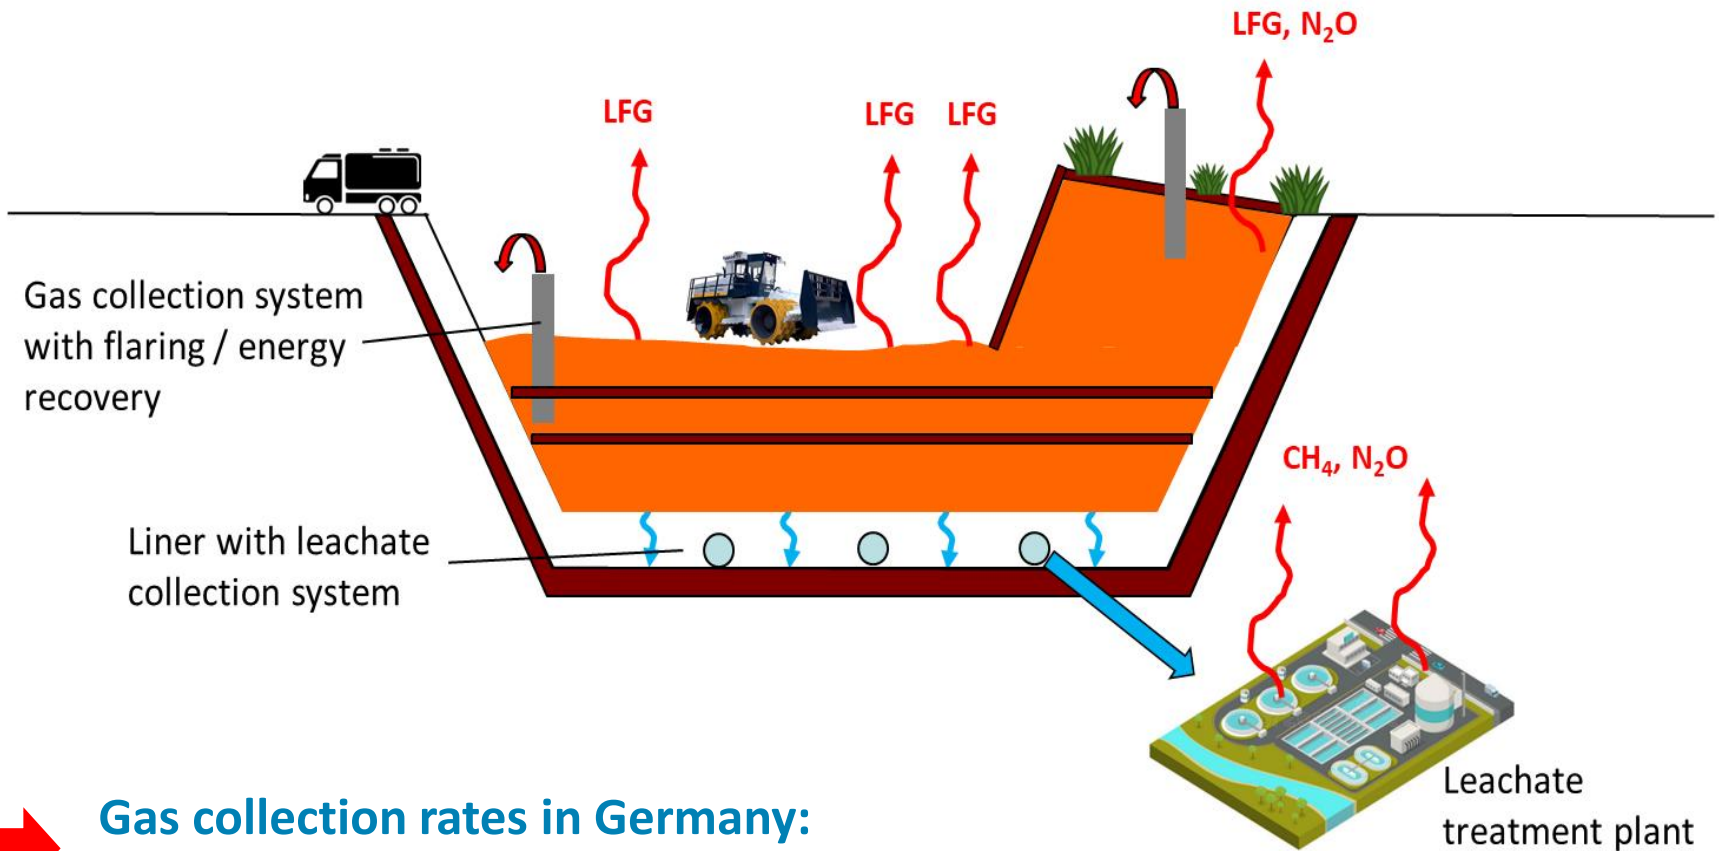 LFG, N₂O
LFG
LFG
LFG
Gas collection system
with flaring / energy
recovery
CH₄, N₂O
Liner with leachate
collection system
Leachate
treatment plant
Gas collection rates in Germany: